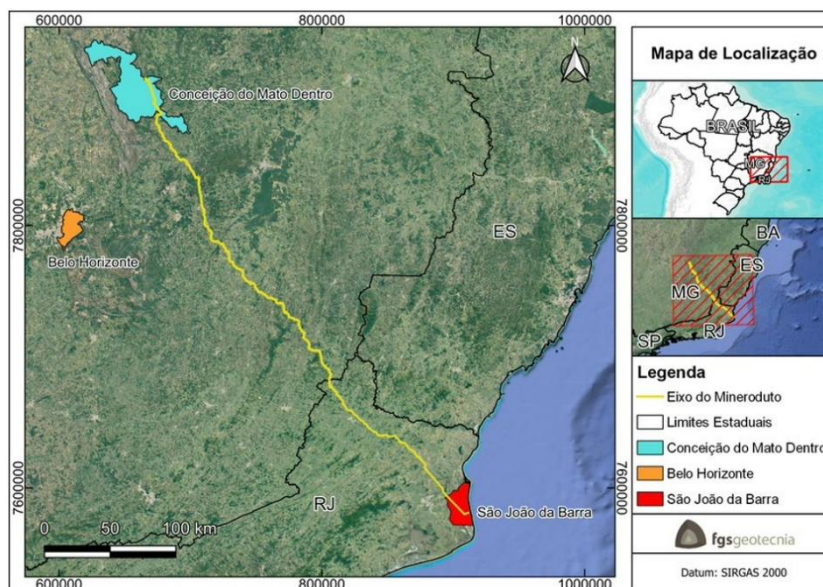 600000
800000
1000000
N
Conceição do Mato Dentro
7800000
7800000
Belo Horizonte
ES
7600000
7600000
RJ
São João da Barra
0 50 100 km
600000
800000
1000000
Mapa de Localização
BRASIL
MG
RJ
BA
ES
MG
RJ
SP
Legenda
Eixo do Mineroduto
Limites Estaduais
Conceição do Mato Dentro
Belo Horizonte
São João da Barra
fgsgeotecnia
Datum: SIRGAS 2000